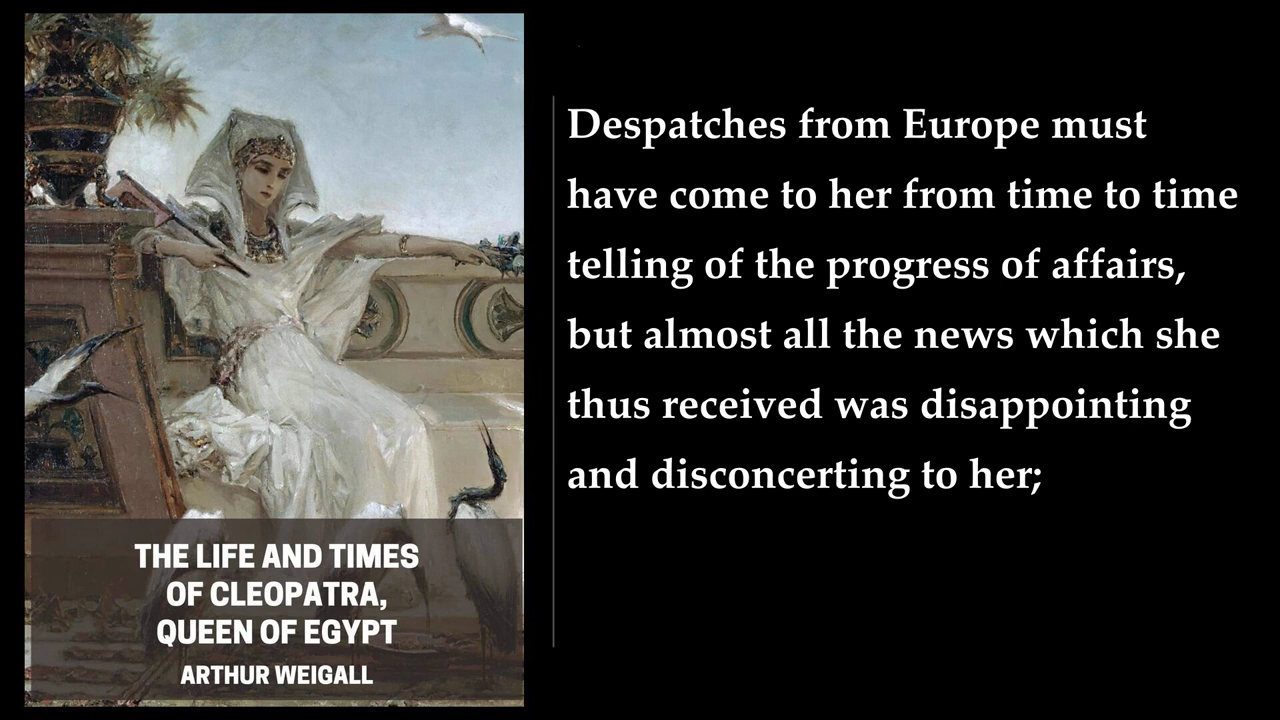 THE LIFE AND TIMES
OF CLEOPATRA,
QUEEN OF EGYPT
ARTHUR WEIGALL
Despatches from Europe must
have come to her from time to time
telling of the progress of affairs,
but almost all the news which she
thus received was disappointing
and disconcerting to her;